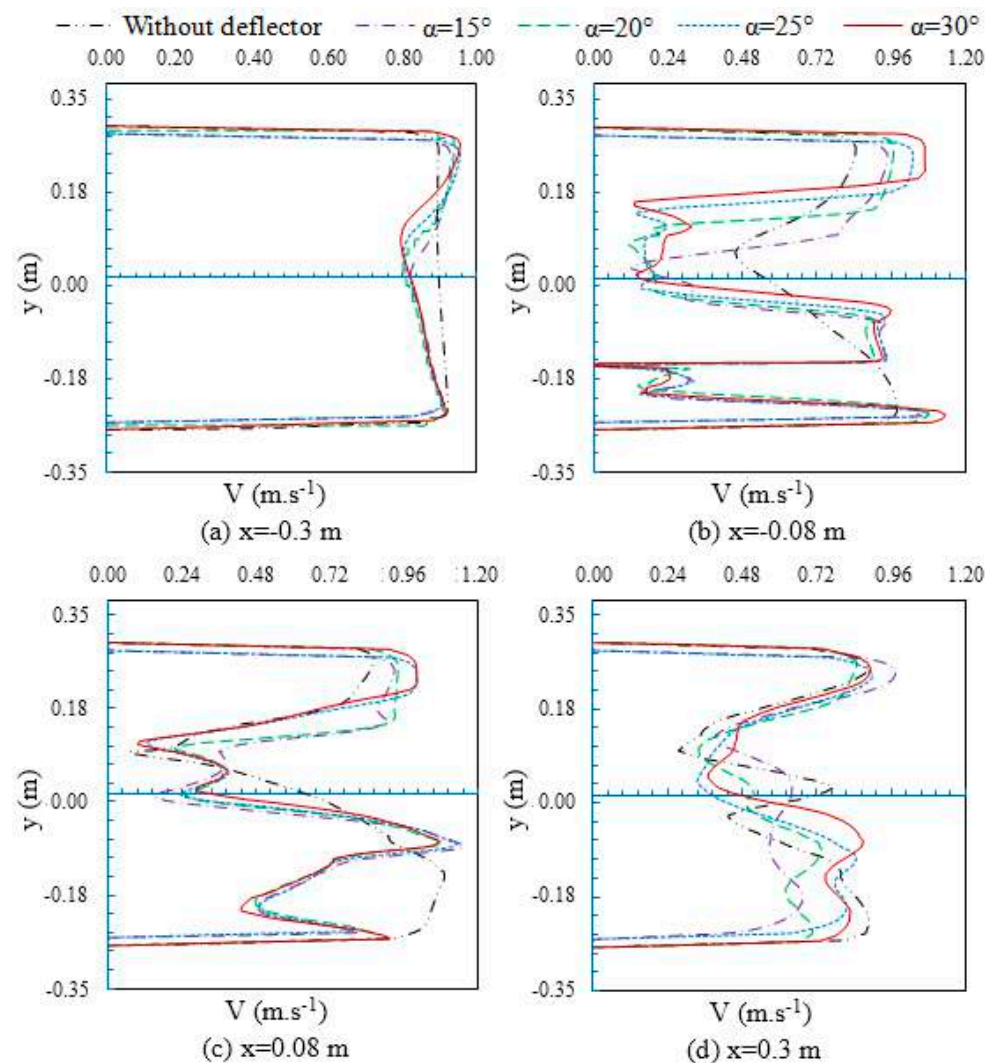 Without deflector α=15° α=20° α=25° α=30°
0.00 0.20 0.40 0.60 0.80 1.00
0.00 0.24 0.48 0.72 0.96 1.20
0.35
0.18
0.00
-0.18
-0.35
y (m)
V (m.s-1)
(a) x=-0.3 m
0.35
0.18
0.00
-0.18
-0.35
y (m)
V (m.s-1)
(b) x=-0.08 m
0.00 0.24 0.48 0.72 0.96 1.20
0.35
0.18
0.00
-0.18
-0.35
y (m)
V (m.s-1)
(c) x=0.08 m
0.00 0.24 0.48 0.72 0.96 1.20
0.35
0.18
0.00
-0.18
-0.35
y (m)
V (m.s-1)
(d) x=0.3 m